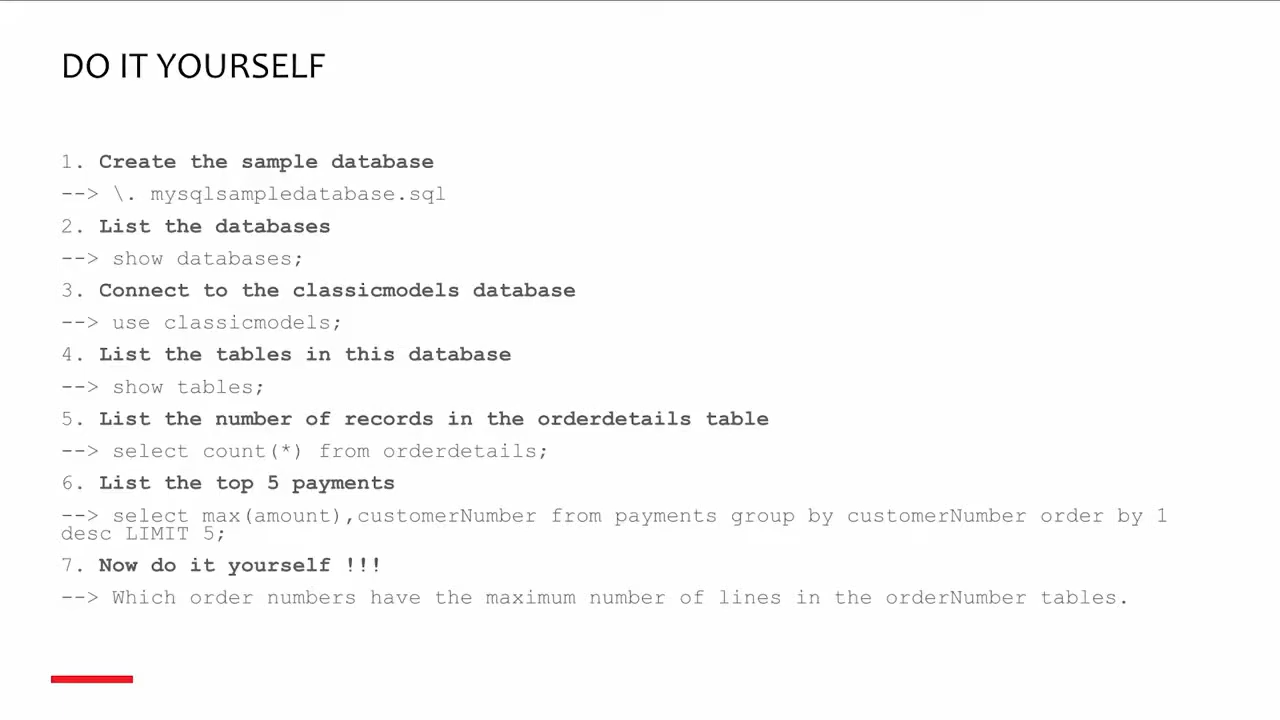 DO IT YOURSELF
1. Create the sample database
--> \. mysqlsampledatabase.sql
2. List the databases
--> show databases;
3. Connect to the classicmodels database
--> use classicmodels;
4. List the tables in this database
--> show tables;
5. List the number of records in the orderdetails table
--> select count(*) from orderdetails;
6. List the top 5 payments
--> select max(amount),customerNumber from payments group by customerNumber order by 1
desc LIMIT 5;
7. Now do it yourself !!!
--> Which order numbers have the maximum number of lines in the orderNumber tables.